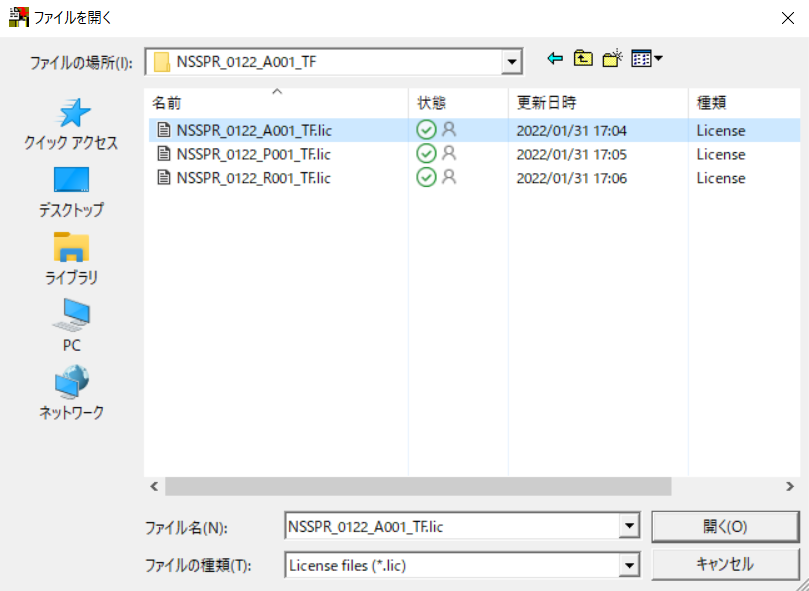 ファイルを開く
ファイルの場所(I): NSSPR_0122_A001_TF
名前 状態 更新日時 種類
NSSPR_0122_A001_TF.lic 2022/01/31 17:04 License
NSSPR_0122_P001_TF.lic 2022/01/31 17:05 License
NSSPR_0122_R001_TF.lic 2022/01/31 17:06 License
クイック アクセス
デスクトップ
ライブラリ
PC
ネットワーク
ファイル名(N): NSSPR_0122_A001_TF.lic 開く(O)
ファイルの種類(T): License files (*.lic) キャンセル